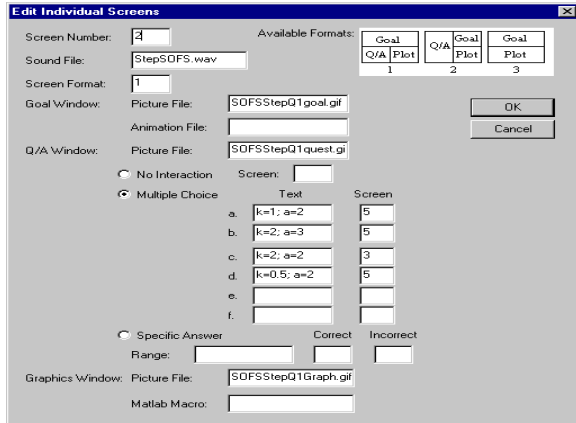 Edit Individual Screens
Screen Number: 2 Available Formats:
Goal Q/A Plot 1
Q/A Goal Plot 2
Goal Plot 3
Sound File: StepSOFS.wav
Screen Format: 1
Goal Window: Picture File: SOFSStepQ1goal.gif OK
Animation File: Cancel
Q/A Window: Picture File: SOFSStepQ1quest.gi
No Interaction Screen:
Multiple Choice Text Screen
a. k=1; a=2 5
b. k=2; a=3 5
c. k=2; a=2 3
d. k=0.5; a=2 5
e.
f.
Specific Answer Correct Incorrect
Range:
Graphics Window: Picture File: SOFSStepQ1Graph.gif
Matlab Macro: